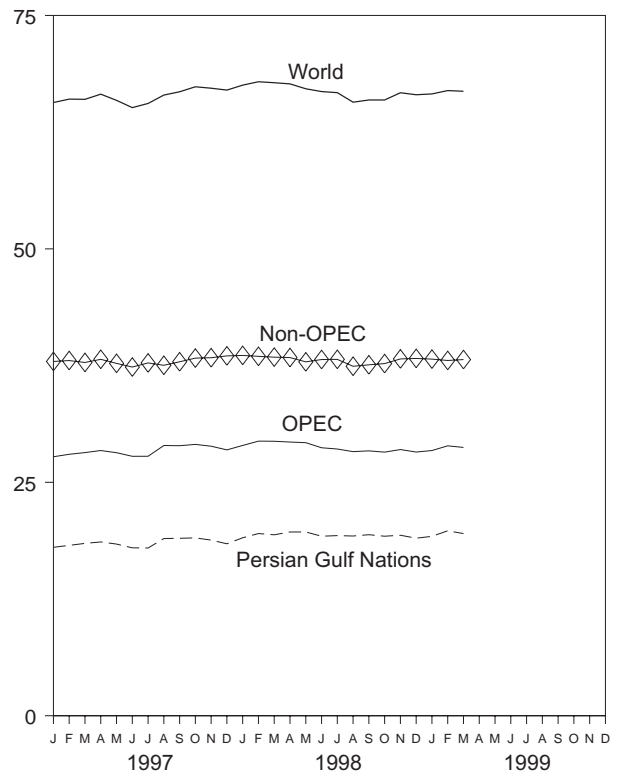 75
World
50
Non-OPEC
OPEC
25
Persian Gulf Nations
0
J F M A M J J A S O N D J F M A M J J A S O N D J F M A M J J A S O N D
1997 1998 1999